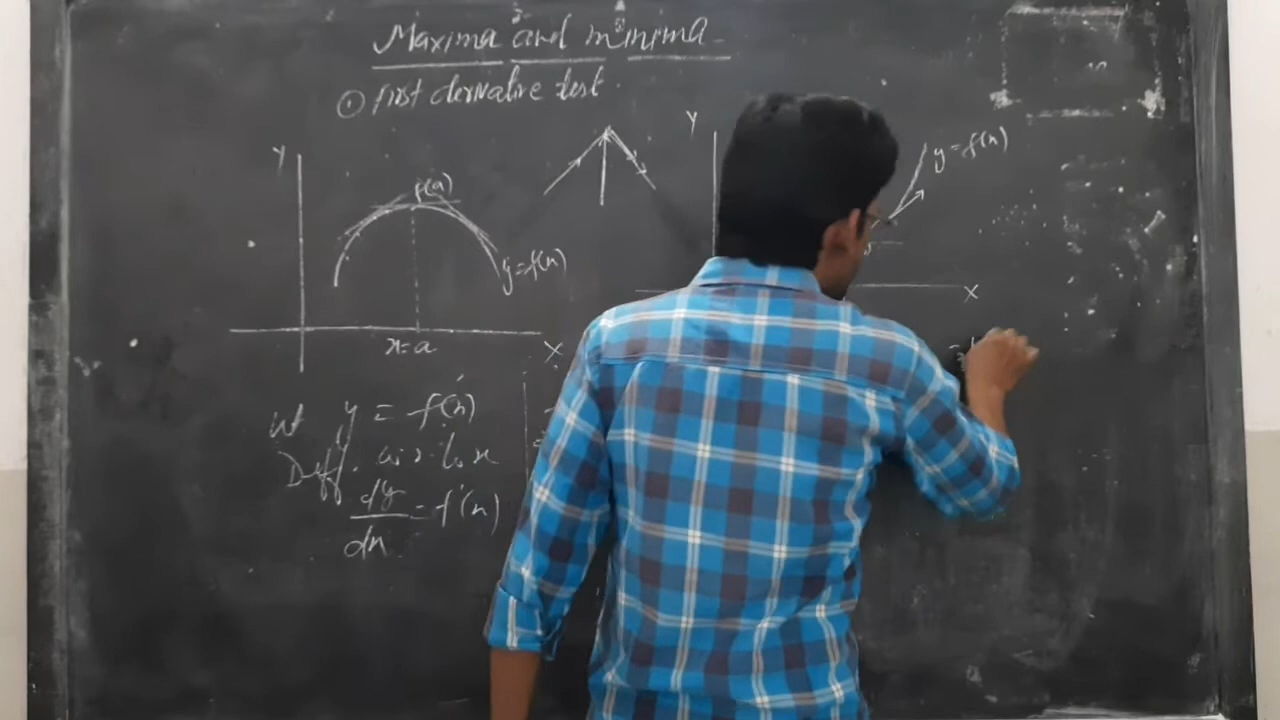 Maxima and minima
① First derivative test.
Y
f(a)
y=f(x)
x=a
X
Y
y=f(x)
X
Let y = f(x)
Diff. w.r.to x
dy/dx = f'(x)